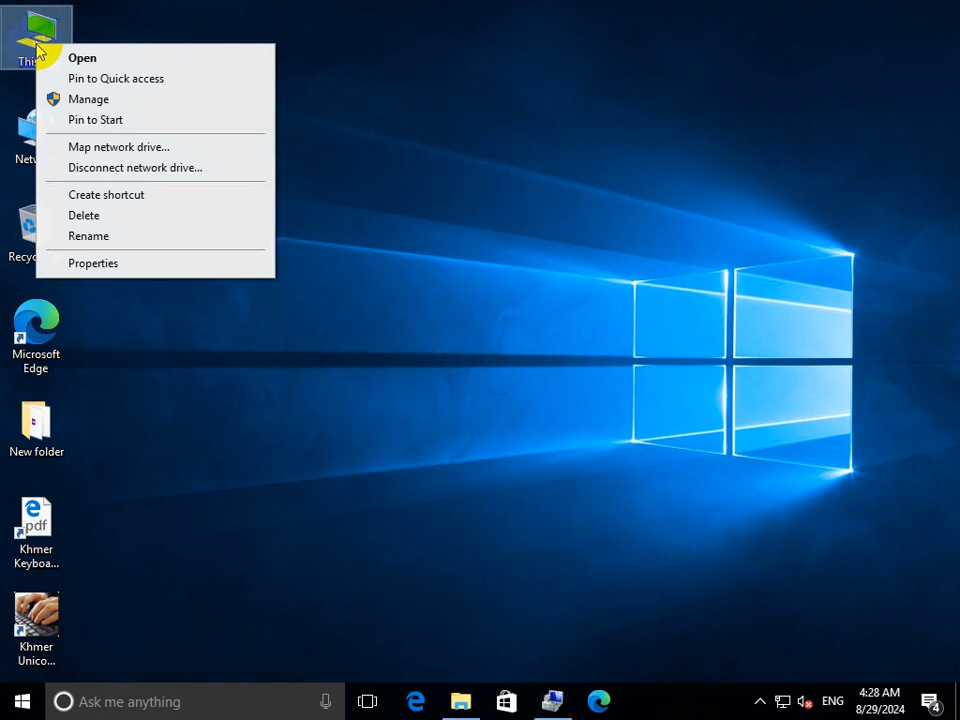 This
Open
Pin to Quick access
Manage
Pin to Start
Map network drive...
Disconnect network drive...
Create shortcut
Delete
Rename
Properties
Netw
Recyc
Microsoft
Edge
New folder
pdf
Khmer
Keyboa...
Khmer
Unico...
Ask me anything
ENG
4:28 AM
8/29/2024
4